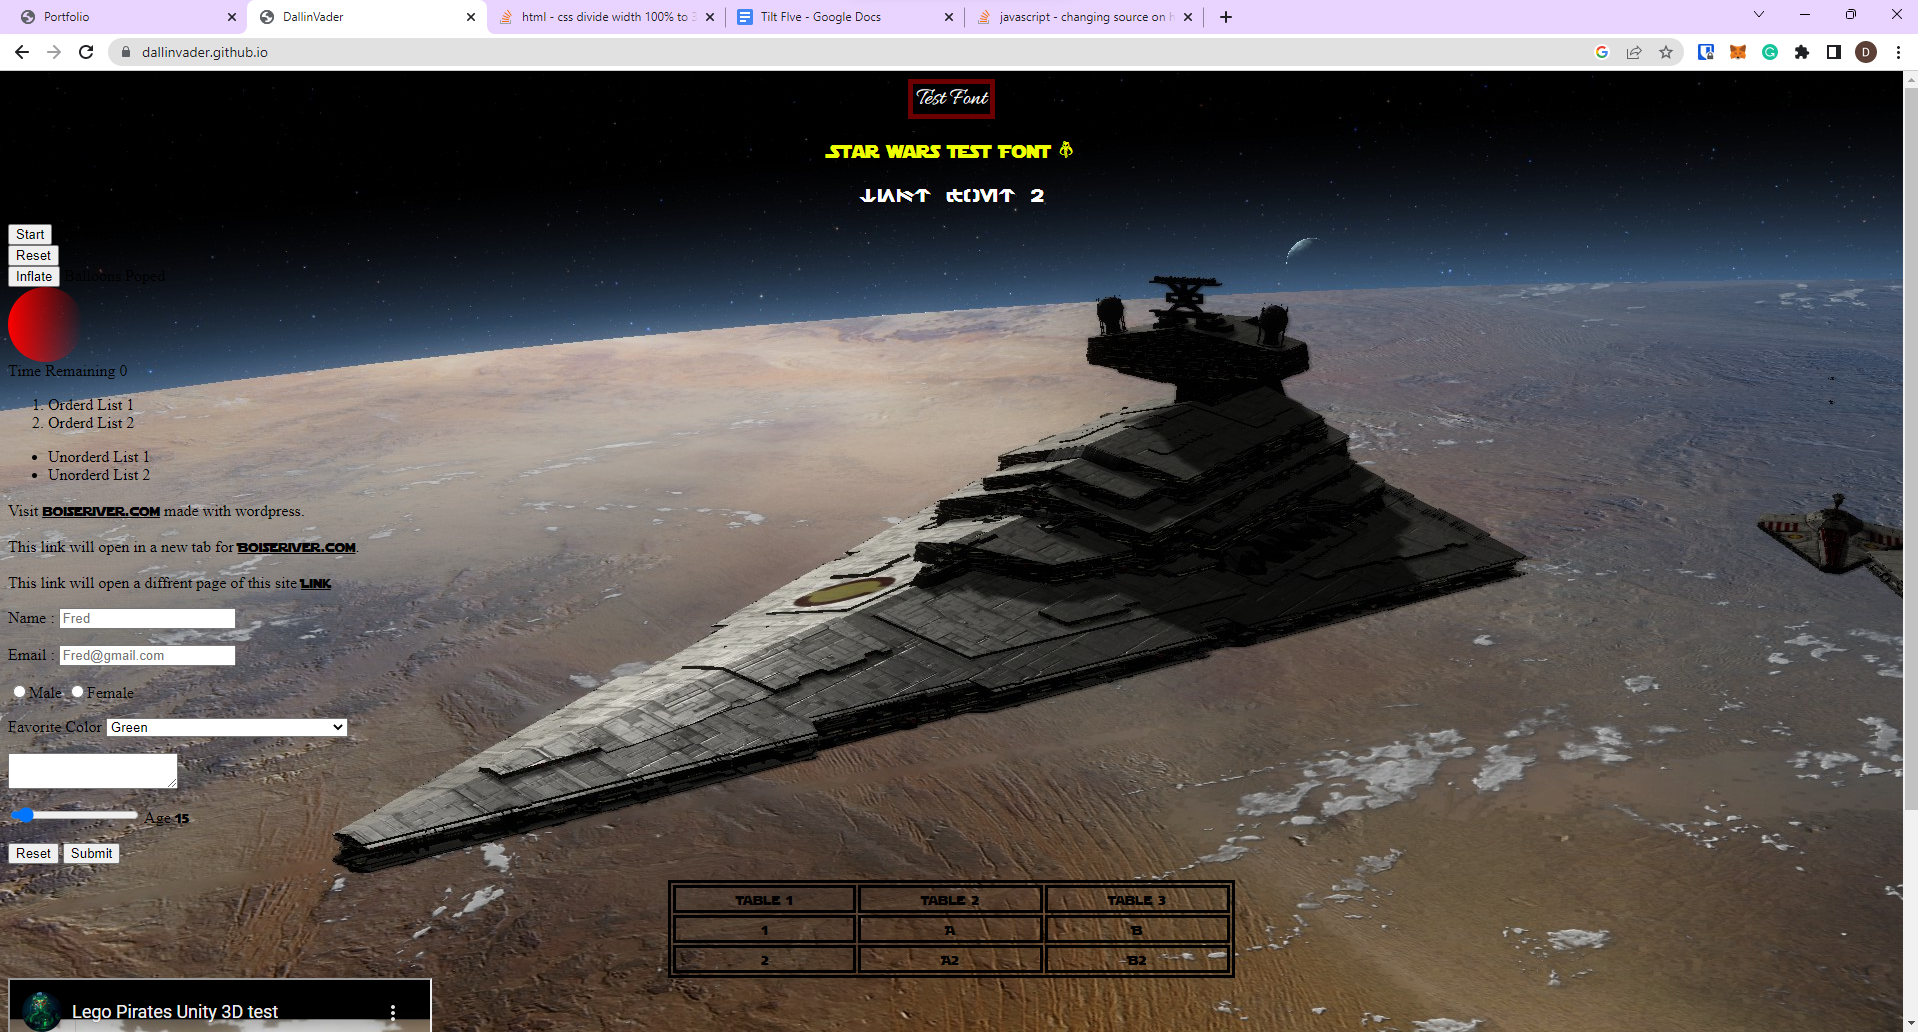 Portfolio
DallinVader
html - css divide width 100% to 3
Tilt FIve - Google Docs
javascript - changing source on h
dallinvader.github.io
D
Test Font
STAR WARS TEST FONT
2
Start
Reset
Inflate Balloons Poped
Time Remaining 0
1. Orderd List 1
2. Orderd List 2
• Unorderd List 1
• Unorderd List 2
Visit BOISERIVER.COM made with wordpress.
This link will open in a new tab for BOISERIVER.COM.
This link will open a diffrent page of this site LINK
Name : Fred
Email : Fred@gmail.com
Male Female
Favorite Color Green
Age 15
Reset Submit
TABLE 1 TABLE 2 TABLE 3
1 A B
2 A2 B2
Lego Pirates Unity 3D test